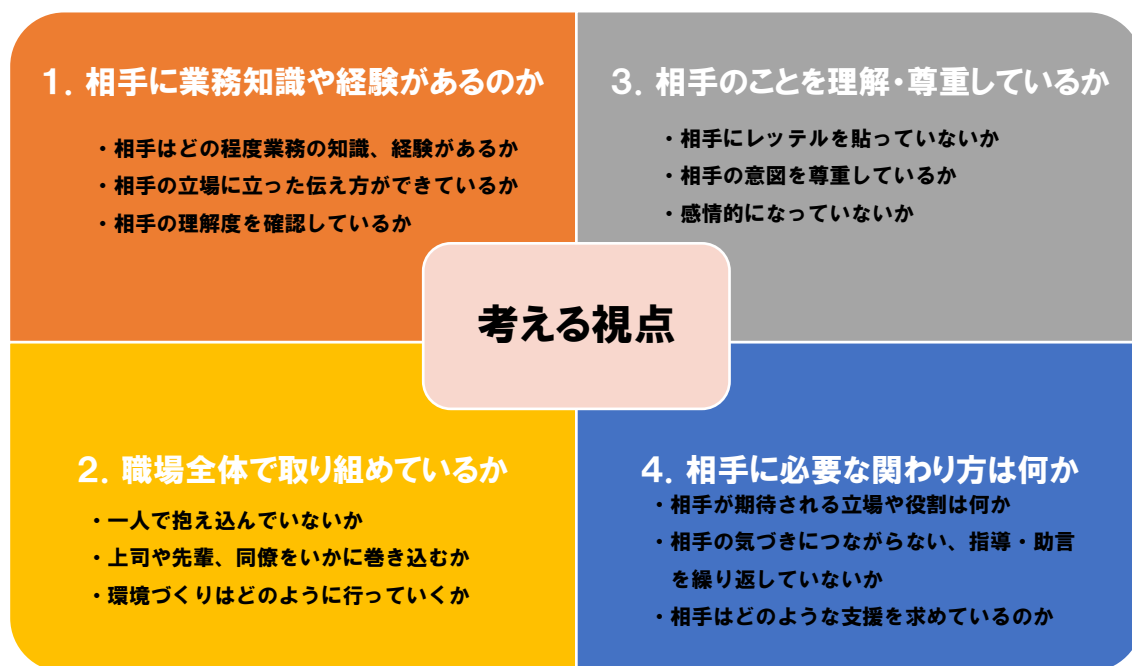 1. 相手に業務知識や経験があるのか
・相手はどの程度業務の知識、経験があるか
・相手の立場に立った伝え方ができているか
・相手の理解度を確認しているか
2. 職場全体で取り組めているか
・一人で抱え込んでいないか
・上司や先輩、同僚をいかに巻き込むか
・環境づくりはどのように行っていくか
考える視点
3. 相手のことを理解・尊重しているか
・相手にレッテルを貼っていないか
・相手の意図を尊重しているか
・感情的になっていないか
4. 相手に必要な関わり方は何か
・相手が期待される立場や役割は何か
・相手の気づきにつながらない、指導・助言
を繰り返していないか
・相手はどのような支援を求めているのか